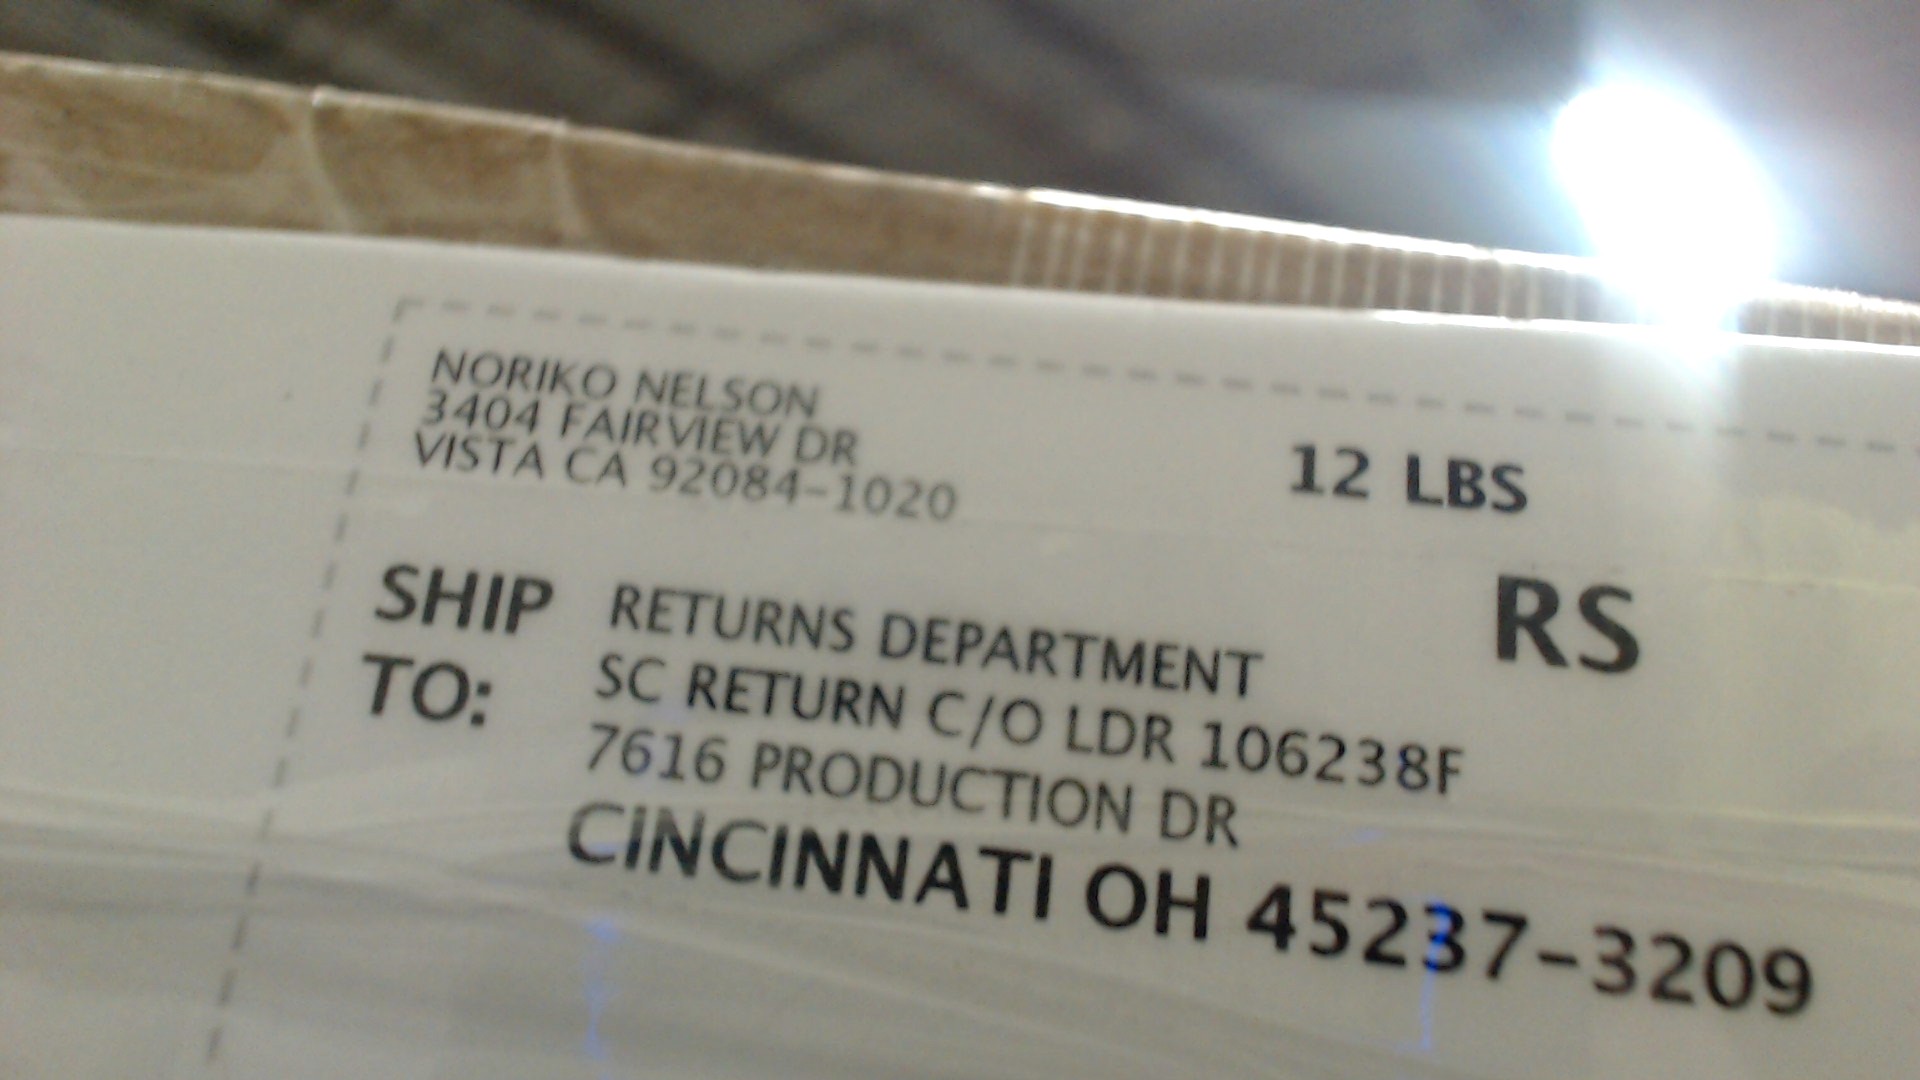 NORIKO NELSON
3404 FAIRVIEW DR
VISTA CA 92084-1020
12 LBS
RS
SHIP TO:
RETURNS DEPARTMENT
SC RETURN C/O LDR 106238F
7616 PRODUCTION DR
CINCINNATI OH 45237-3209